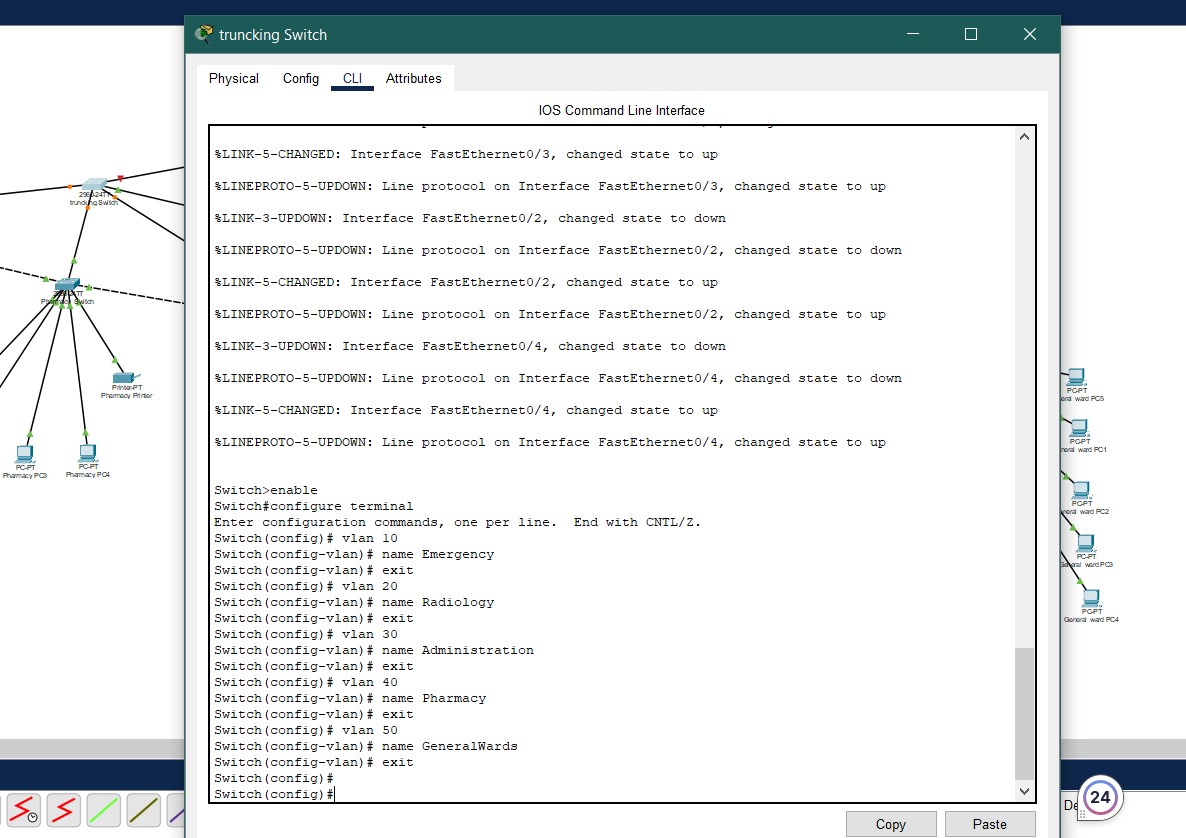 truncking Switch
Physical Config CLI Attributes
IOS Command Line Interface
%LINK-5-CHANGED: Interface FastEthernet0/3, changed state to up
%LINEPROTO-5-UPDOWN: Line protocol on Interface FastEthernet0/3, changed state to up
%LINK-3-UPDOWN: Interface FastEthernet0/2, changed state to down
%LINEPROTO-5-UPDOWN: Line protocol on Interface FastEthernet0/2, changed state to down
%LINK-5-CHANGED: Interface FastEthernet0/2, changed state to up
%LINEPROTO-5-UPDOWN: Line protocol on Interface FastEthernet0/2, changed state to up
%LINK-3-UPDOWN: Interface FastEthernet0/4, changed state to down
%LINEPROTO-5-UPDOWN: Line protocol on Interface FastEthernet0/4, changed state to down
%LINK-5-CHANGED: Interface FastEthernet0/4, changed state to up
%LINEPROTO-5-UPDOWN: Line protocol on Interface FastEthernet0/4, changed state to up
Switch>enable
Switch#configure terminal
Enter configuration commands, one per line.  End with CNTL/Z.
Switch(config)# vlan 10
Switch(config-vlan)# name Emergency
Switch(config-vlan)# exit
Switch(config)# vlan 20
Switch(config-vlan)# name Radiology
Switch(config-vlan)# exit
Switch(config)# vlan 30
Switch(config-vlan)# name Administration
Switch(config-vlan)# exit
Switch(config)# vlan 40
Switch(config-vlan)# name Pharmacy
Switch(config-vlan)# exit
Switch(config)# vlan 50
Switch(config-vlan)# name GeneralWards
Switch(config-vlan)# exit
Switch(config)#
Switch(config)#
Copy Paste
truncking Switch
Switch
Printer-PT
Pharmacy Printer
PC-PT
Pharmacy PC3
PC-PT
Pharmacy PC4
PC-PT
ward PC5
PC-PT
ward PC1
PC-PT
ward PC2
PC-PT
ward PC3
PC-PT
General ward PC4
24